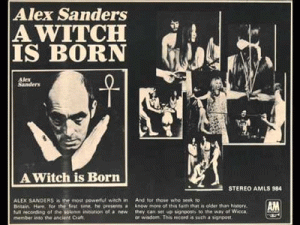 Alex Sanders
A WITCH
IS BORN
Alex
Sanders
A Witch is Born
STEREO AMLS 984
ALEX SANDERS is the most powerful witch in
Britain. Here, for the first time, he presents a
full recording of the solemn initiation of a new
member into the ancient Craft.
And for those who seek to
know more of this faith that is older than history,
they can set up signposts to the way of Wicca,
or wisdom. This record is such a signpost.
A&M